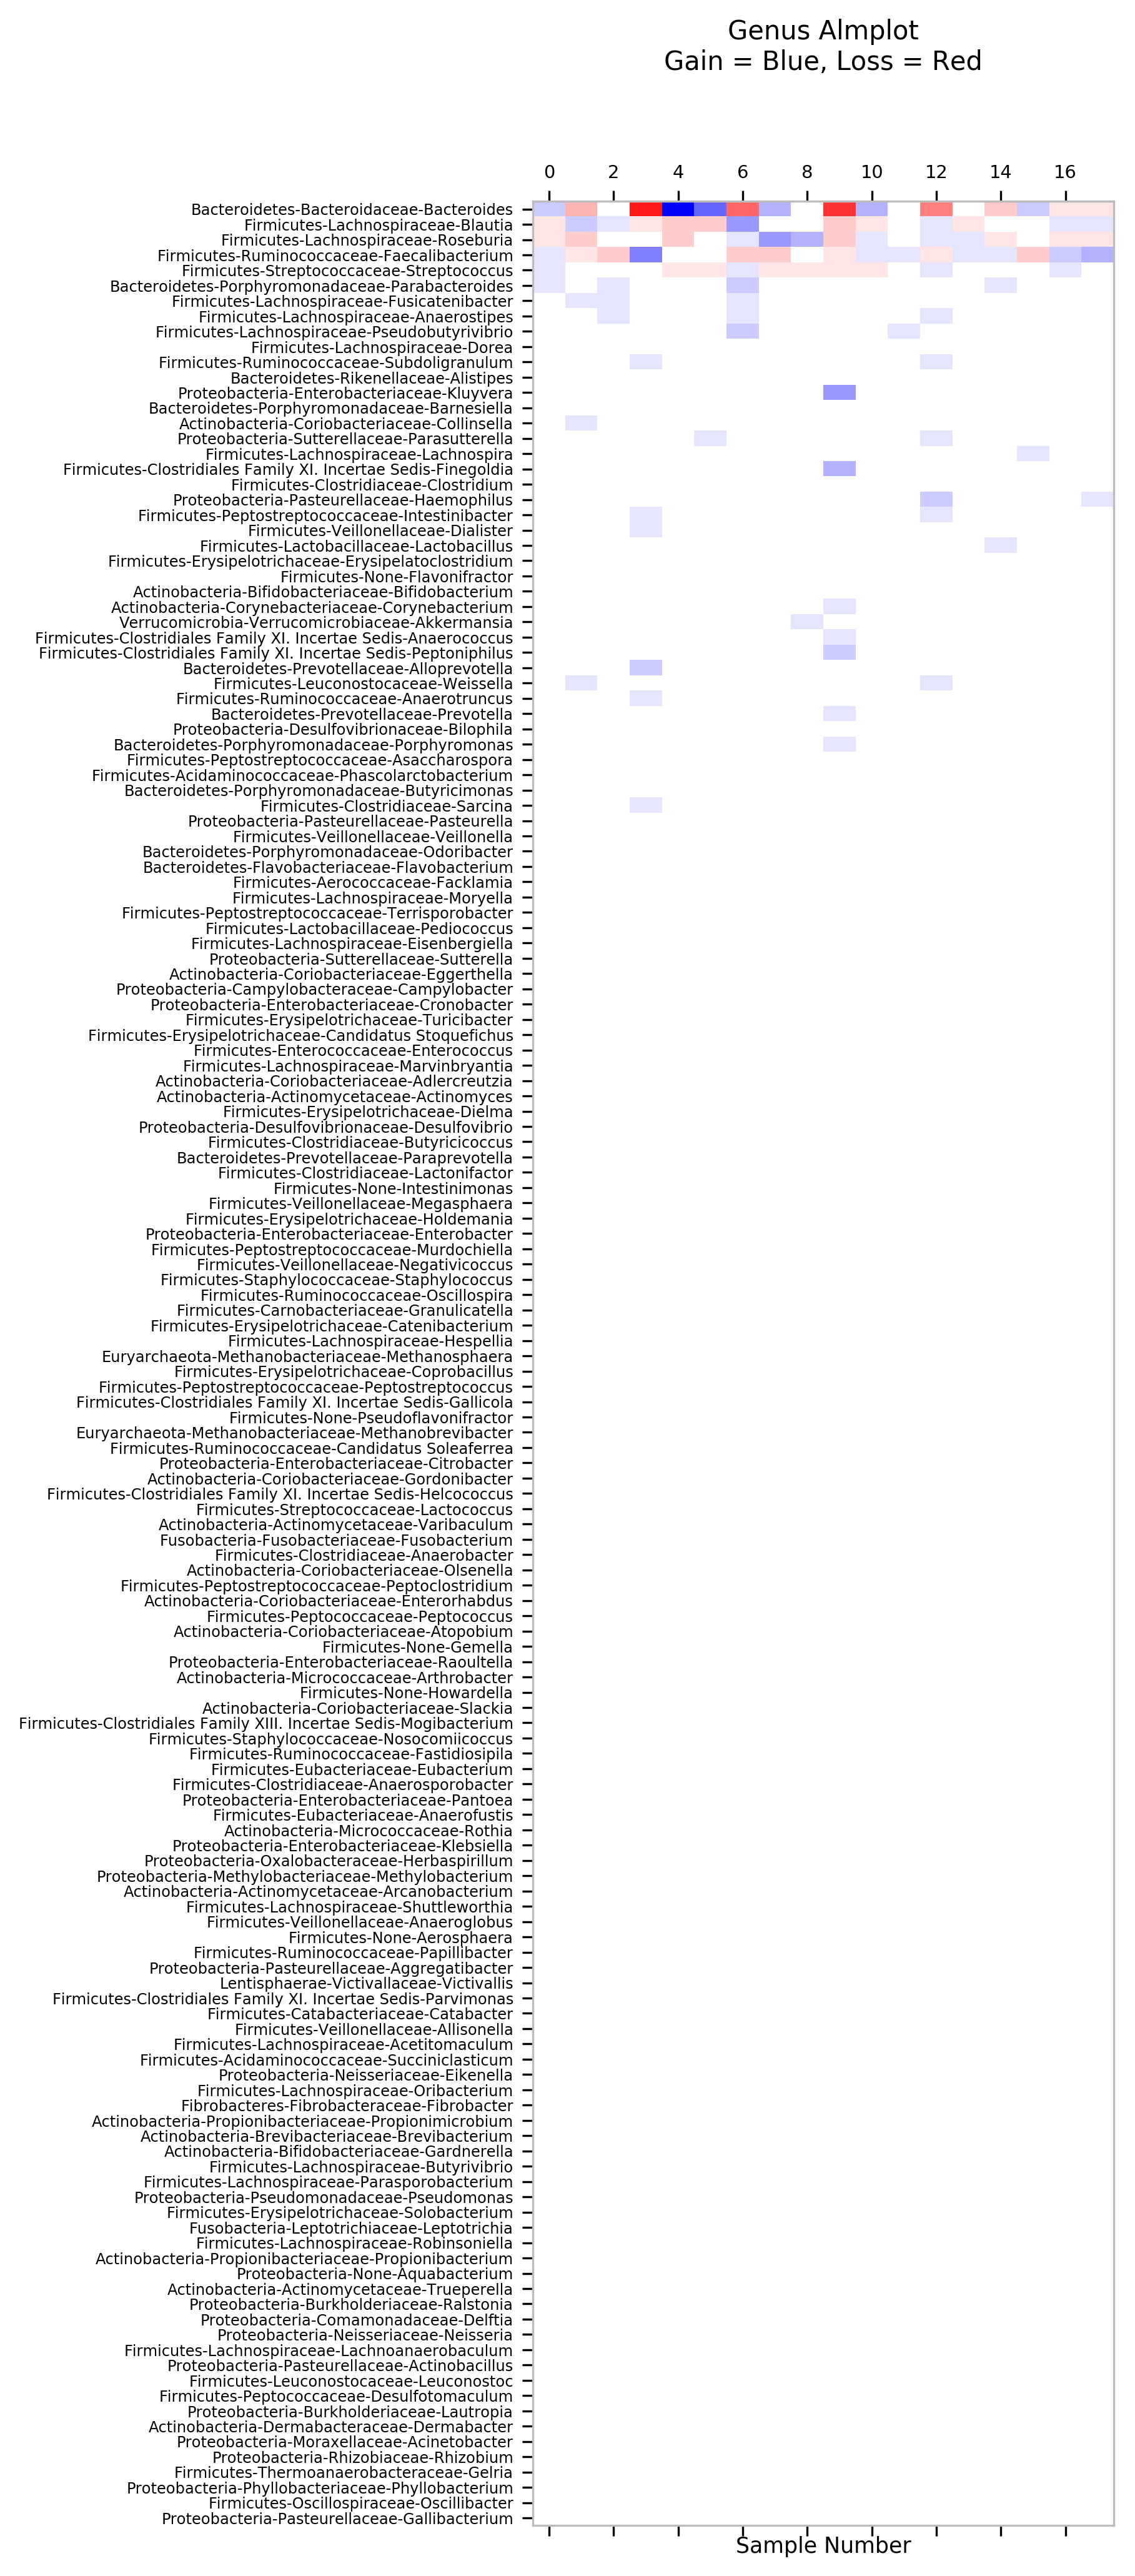 Genus Almplot
Gain = Blue, Loss = Red
0 2 4 6 8 10 12 14 16
Bacteroidetes-Bacteroidaceae-Bacteroides
Firmicutes-Lachnospiraceae-Blautia
Firmicutes-Lachnospiraceae-Roseburia
Firmicutes-Ruminococcaceae-Faecalibacterium
Firmicutes-Streptococcaceae-Streptococcus
Bacteroidetes-Porphyromonadaceae-Parabacteroides
Firmicutes-Lachnospiraceae-Fusicatenibacter
Firmicutes-Lachnospiraceae-Anaerostipes
Firmicutes-Lachnospiraceae-Pseudobutyrivibrio
Firmicutes-Lachnospiraceae-Dorea
Firmicutes-Ruminococcaceae-Subdoligranulum
Bacteroidetes-Rikenellaceae-Alistipes
Proteobacteria-Enterobacteriaceae-Kluyvera
Bacteroidetes-Porphyromonadaceae-Barnesiella
Actinobacteria-Coriobacteriaceae-Collinsella
Proteobacteria-Sutterellaceae-Parasutterella
Firmicutes-Lachnospiraceae-Lachnospira
Firmicutes-Clostridiales Family XI. Incertae Sedis-Finegoldia
Firmicutes-Clostridiaceae-Clostridium
Proteobacteria-Pasteurellaceae-Haemophilus
Firmicutes-Peptostreptococcaceae-Intestinibacter
Firmicutes-Veillonellaceae-Dialister
Firmicutes-Lactobacillaceae-Lactobacillus
Firmicutes-Erysipelotrichaceae-Erysipelatoclostridium
Firmicutes-None-Flavonifractor
Actinobacteria-Bifidobacteriaceae-Bifidobacterium
Actinobacteria-Corynebacteriaceae-Corynebacterium
Verrucomicrobia-Verrucomicrobiaceae-Akkermansia
Firmicutes-Clostridiales Family XI. Incertae Sedis-Anaerococcus
Firmicutes-Clostridiales Family XI. Incertae Sedis-Peptoniphilus
Bacteroidetes-Prevotellaceae-Alloprevotella
Firmicutes-Leuconostocaceae-Weissella
Firmicutes-Ruminococcaceae-Anaerotruncus
Bacteroidetes-Prevotellaceae-Prevotella
Proteobacteria-Desulfovibrionaceae-Bilophila
Bacteroidetes-Porphyromonadaceae-Porphyromonas
Firmicutes-Peptostreptococcaceae-Asaccharospora
Firmicutes-Acidaminococcaceae-Phascolarctobacterium
Bacteroidetes-Porphyromonadaceae-Butyricimonas
Firmicutes-Clostridiaceae-Sarcina
Proteobacteria-Pasteurellaceae-Pasteurella
Firmicutes-Veillonellaceae-Veillonella
Bacteroidetes-Porphyromonadaceae-Odoribacter
Bacteroidetes-Flavobacteriaceae-Flavobacterium
Firmicutes-Aerococcaceae-Facklamia
Firmicutes-Lachnospiraceae-Moryella
Firmicutes-Peptostreptococcaceae-Terrisporobacter
Firmicutes-Lactobacillaceae-Pediococcus
Firmicutes-Lachnospiraceae-Eisenbergiella
Proteobacteria-Sutterellaceae-Sutterella
Actinobacteria-Coriobacteriaceae-Eggerthella
Proteobacteria-Campylobacteraceae-Campylobacter
Proteobacteria-Enterobacteriaceae-Cronobacter
Firmicutes-Erysipelotrichaceae-Turicibacter
Firmicutes-Erysipelotrichaceae-Candidatus Stoquefichus
Firmicutes-Enterococcaceae-Enterococcus
Firmicutes-Lachnospiraceae-Marvinbryantia
Actinobacteria-Coriobacteriaceae-Adlercreutzia
Actinobacteria-Actinomycetaceae-Actinomyces
Firmicutes-Erysipelotrichaceae-Dielma
Proteobacteria-Desulfovibrionaceae-Desulfovibrio
Firmicutes-Clostridiaceae-Butyricicoccus
Bacteroidetes-Prevotellaceae-Paraprevotella
Firmicutes-Clostridiaceae-Lactonifactor
Firmicutes-None-Intestinimonas
Firmicutes-Veillonellaceae-Megasphaera
Firmicutes-Erysipelotrichaceae-Holdemania
Proteobacteria-Enterobacteriaceae-Enterobacter
Firmicutes-Peptostreptococcaceae-Murdochiella
Firmicutes-Veillonellaceae-Negativicoccus
Firmicutes-Staphylococcaceae-Staphylococcus
Firmicutes-Ruminococcaceae-Oscillospira
Firmicutes-Carnobacteriaceae-Granulicatella
Firmicutes-Erysipelotrichaceae-Catenibacterium
Firmicutes-Lachnospiraceae-Hespellia
Euryarchaeota-Methanobacteriaceae-Methanosphaera
Firmicutes-Erysipelotrichaceae-Coprobacillus
Firmicutes-Peptostreptococcaceae-Peptostreptococcus
Firmicutes-Clostridiales Family XI. Incertae Sedis-Gallicola
Firmicutes-None-Pseudoflavonifractor
Euryarchaeota-Methanobacteriaceae-Methanobrevibacter
Firmicutes-Ruminococcaceae-Candidatus Soleaferrea
Proteobacteria-Enterobacteriaceae-Citrobacter
Actinobacteria-Coriobacteriaceae-Gordonibacter
Firmicutes-Clostridiales Family XI. Incertae Sedis-Helcococcus
Firmicutes-Streptococcaceae-Lactococcus
Actinobacteria-Actinomycetaceae-Varibaculum
Fusobacteria-Fusobacteriaceae-Fusobacterium
Firmicutes-Clostridiaceae-Anaerobacter
Actinobacteria-Coriobacteriaceae-Olsenella
Firmicutes-Peptostreptococcaceae-Peptoclostridium
Actinobacteria-Coriobacteriaceae-Enterorhabdus
Firmicutes-Peptococcaceae-Peptococcus
Actinobacteria-Coriobacteriaceae-Atopobium
Firmicutes-None-Gemella
Proteobacteria-Enterobacteriaceae-Raoultella
Actinobacteria-Micrococcaceae-Arthrobacter
Firmicutes-None-Howardella
Actinobacteria-Coriobacteriaceae-Slackia
Firmicutes-Clostridiales Family XIII. Incertae Sedis-Mogibacterium
Firmicutes-Staphylococcaceae-Nosocomiicoccus
Firmicutes-Ruminococcaceae-Fastidiosipila
Firmicutes-Eubacteriaceae-Eubacterium
Firmicutes-Clostridiaceae-Anaerosporobacter
Proteobacteria-Enterobacteriaceae-Pantoea
Firmicutes-Eubacteriaceae-Anaerofustis
Actinobacteria-Micrococcaceae-Rothia
Proteobacteria-Enterobacteriaceae-Klebsiella
Proteobacteria-Oxalobacteraceae-Herbaspirillum
Proteobacteria-Methylobacteriaceae-Methylobacterium
Actinobacteria-Actinomycetaceae-Arcanobacterium
Firmicutes-Lachnospiraceae-Shuttleworthia
Firmicutes-Veillonellaceae-Anaeroglobus
Firmicutes-None-Aerosphaera
Firmicutes-Ruminococcaceae-Papillibacter
Proteobacteria-Pasteurellaceae-Aggregatibacter
Lentisphaerae-Victivallaceae-Victivallis
Firmicutes-Clostridiales Family XI. Incertae Sedis-Parvimonas
Firmicutes-Catabacteriaceae-Catabacter
Firmicutes-Veillonellaceae-Allisonella
Firmicutes-Lachnospiraceae-Acetitomaculum
Firmicutes-Acidaminococcaceae-Succiniclasticum
Proteobacteria-Neisseriaceae-Eikenella
Firmicutes-Lachnospiraceae-Oribacterium
Fibrobacteres-Fibrobacteraceae-Fibrobacter
Actinobacteria-Propionibacteriaceae-Propionimicrobium
Actinobacteria-Brevibacteriaceae-Brevibacterium
Actinobacteria-Bifidobacteriaceae-Gardnerella
Firmicutes-Lachnospiraceae-Butyrivibrio
Firmicutes-Lachnospiraceae-Parasporobacterium
Proteobacteria-Pseudomonadaceae-Pseudomonas
Firmicutes-Erysipelotrichaceae-Solobacterium
Fusobacteria-Leptotrichiaceae-Leptotrichia
Firmicutes-Lachnospiraceae-Robinsoniella
Actinobacteria-Propionibacteriaceae-Propionibacterium
Proteobacteria-None-Aquabacterium
Actinobacteria-Actinomycetaceae-Trueperella
Proteobacteria-Burkholderiaceae-Ralstonia
Proteobacteria-Comamonadaceae-Delftia
Proteobacteria-Neisseriaceae-Neisseria
Firmicutes-Lachnospiraceae-Lachnoanaerobaculum
Proteobacteria-Pasteurellaceae-Actinobacillus
Firmicutes-Leuconostocaceae-Leuconostoc
Firmicutes-Peptococcaceae-Desulfotomaculum
Proteobacteria-Burkholderiaceae-Lautropia
Actinobacteria-Dermabacteraceae-Dermabacter
Proteobacteria-Moraxellaceae-Acinetobacter
Proteobacteria-Rhizobiaceae-Rhizobium
Firmicutes-Thermoanaerobacteraceae-Gelria
Proteobacteria-Phyllobacteriaceae-Phyllobacterium
Firmicutes-Oscillospiraceae-Oscillibacter
Proteobacteria-Pasteurellaceae-Gallibacterium
Sample Number